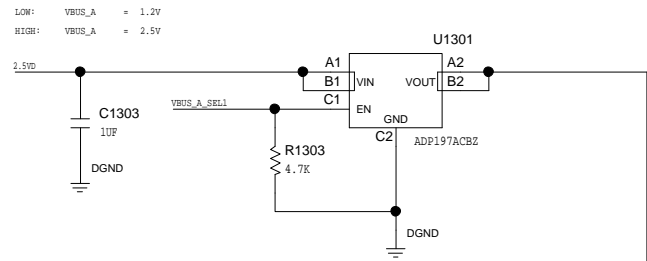 LOW: VBUS_A = 1.2V
HIGH: VBUS_A = 2.5V
U1301
2.5VD
A1
A2
B1
VIN
VOUT
B2
VBUS_A_SEL1
C1
EN
GND
C1303
1UF
C2
ADP197ACBZ
R1303
4.7K
DGND
DGND